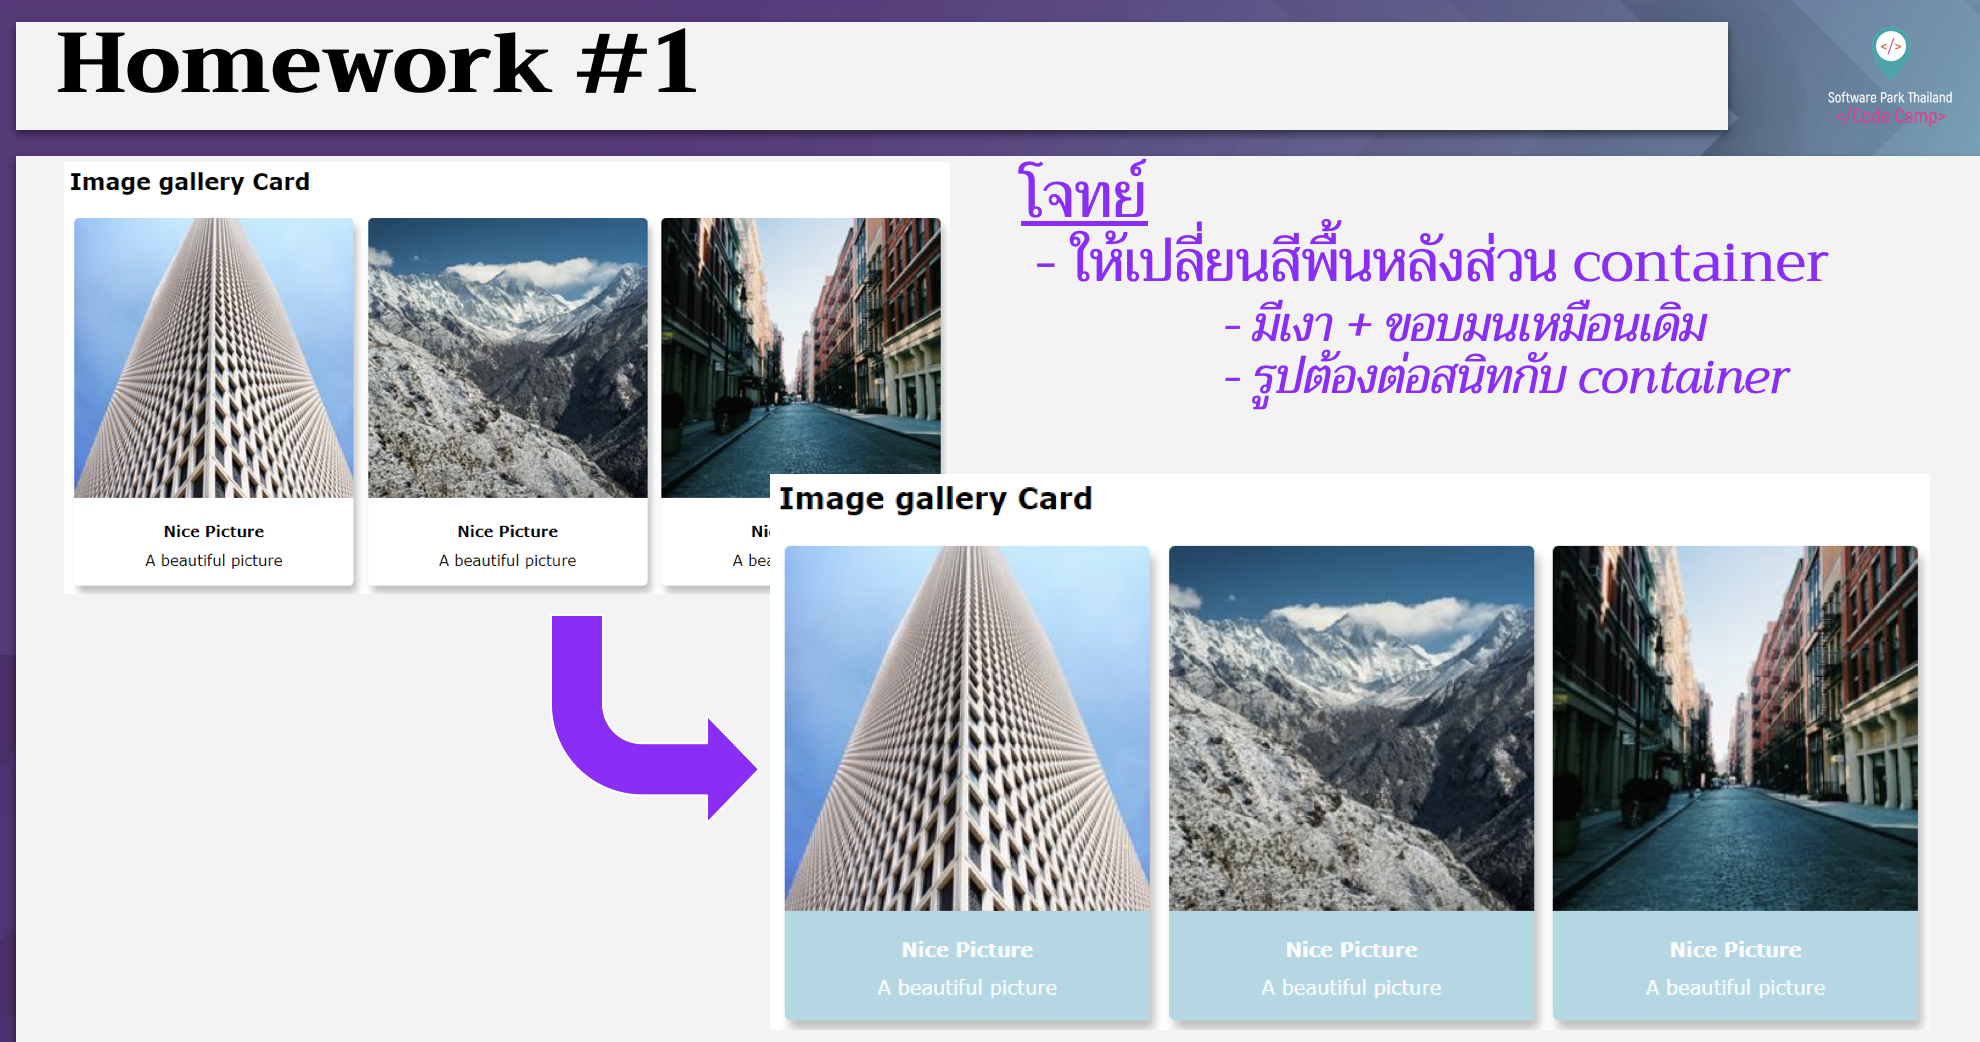 Homework #1
</>
Software Park Thailand
</Code Camp>
Image gallery Card
Nice Picture
A beautiful picture
Nice Picture
A beautiful picture
Ni
A bea
โจทย์
- ให้เปลี่ยนสีพื้นหลังส่วน container
- มีเงา + ขอบมนเหมือนเดิม
- รูปต้องต่อสนิทกับ container
Image gallery Card
Nice Picture
A beautiful picture
Nice Picture
A beautiful picture
Nice Picture
A beautiful picture